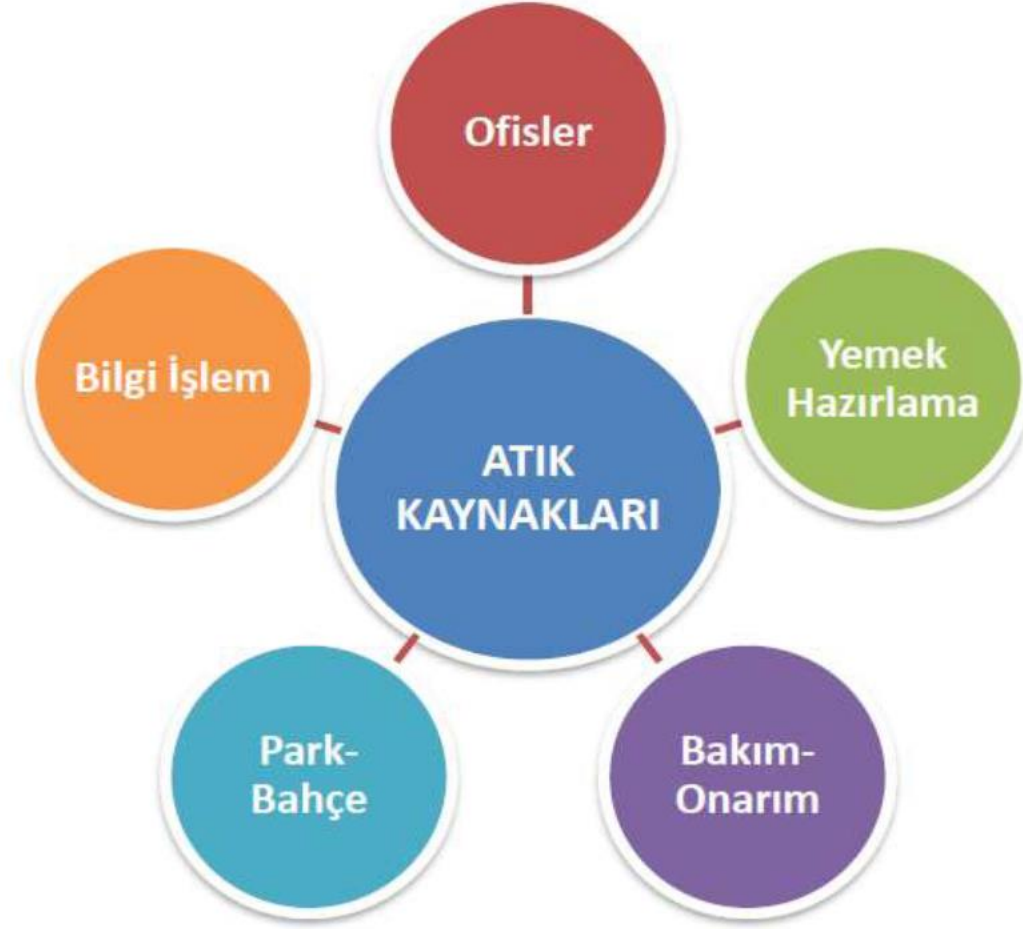 Ofisler
Bilgi İşlem
Yemek
Hazırlama
ATIK
KAYNAKLARI
Park-
Bahçe
Bakım-
Onarım